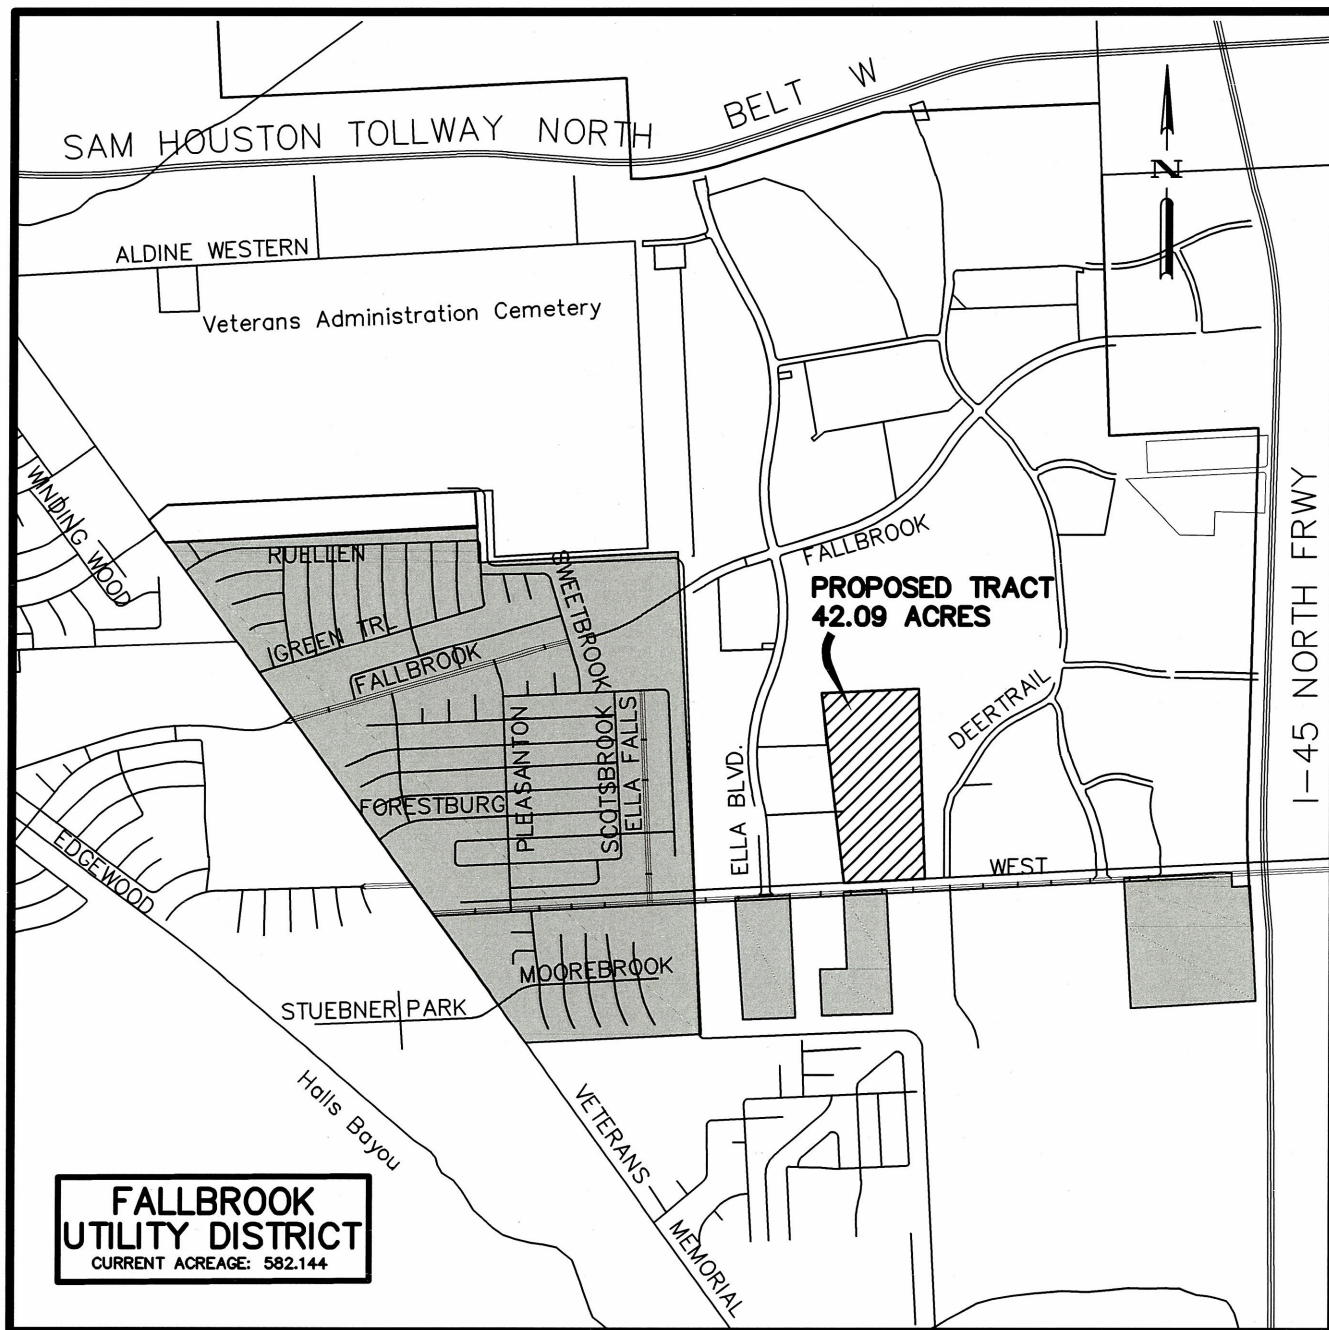 SAM HOUSTON TOLLWAY NORTH BELT W
N
ALDINE WESTERN
Veterans Administration Cemetery
WINDING WOOD
I-45 NORTH FRWY
RUELLEN
SWEETBROOK
FALLBROOK
PROPOSED TRACT
42.09 ACRES
GREEN TRL
FALLBROOK
DEERTRAIL
PLEASANTON
SCOTSBROOK
ELLA FALLS
ELLA BLVD.
FORESTBURG
EDGEWOOD
WEST
MOOREBROOK
STUEBNER PARK
Halls Bayou
VETERANS MEMORIAL
FALLBROOK
UTILITY DISTRICT
CURRENT ACREAGE: 582.144